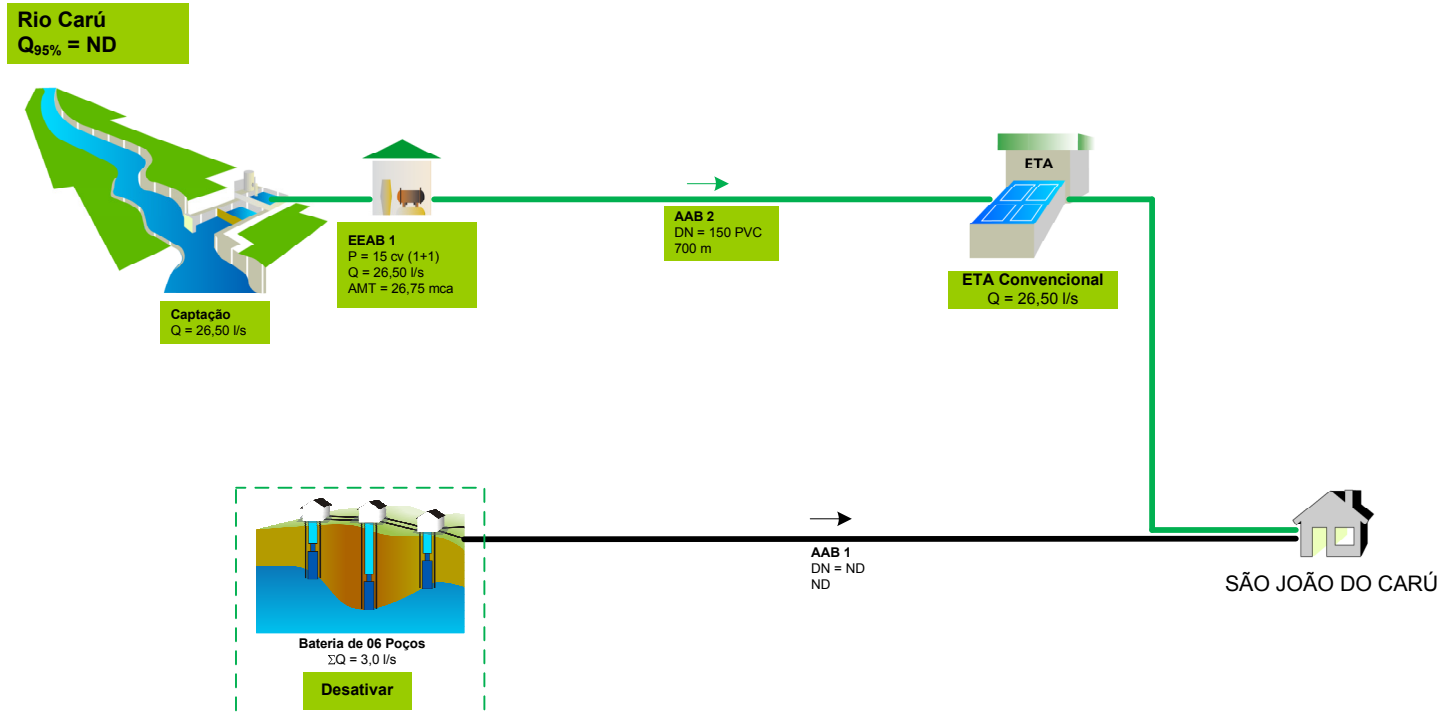 Rio Carú
Q95% = ND
ETA
EEAB 1
P = 15 cv (1+1)
Q = 26,50 l/s
AMT = 26,75 mca
AAB 2
DN = 150 PVC
700 m
ETA Convencional
Q = 26,50 l/s
Captação
Q = 26,50 l/s
AAB 1
DN = ND
ND
SÃO JOÃO DO CARÚ
Bateria de 06 Poços
ΣQ = 3,0 l/s
Desativar